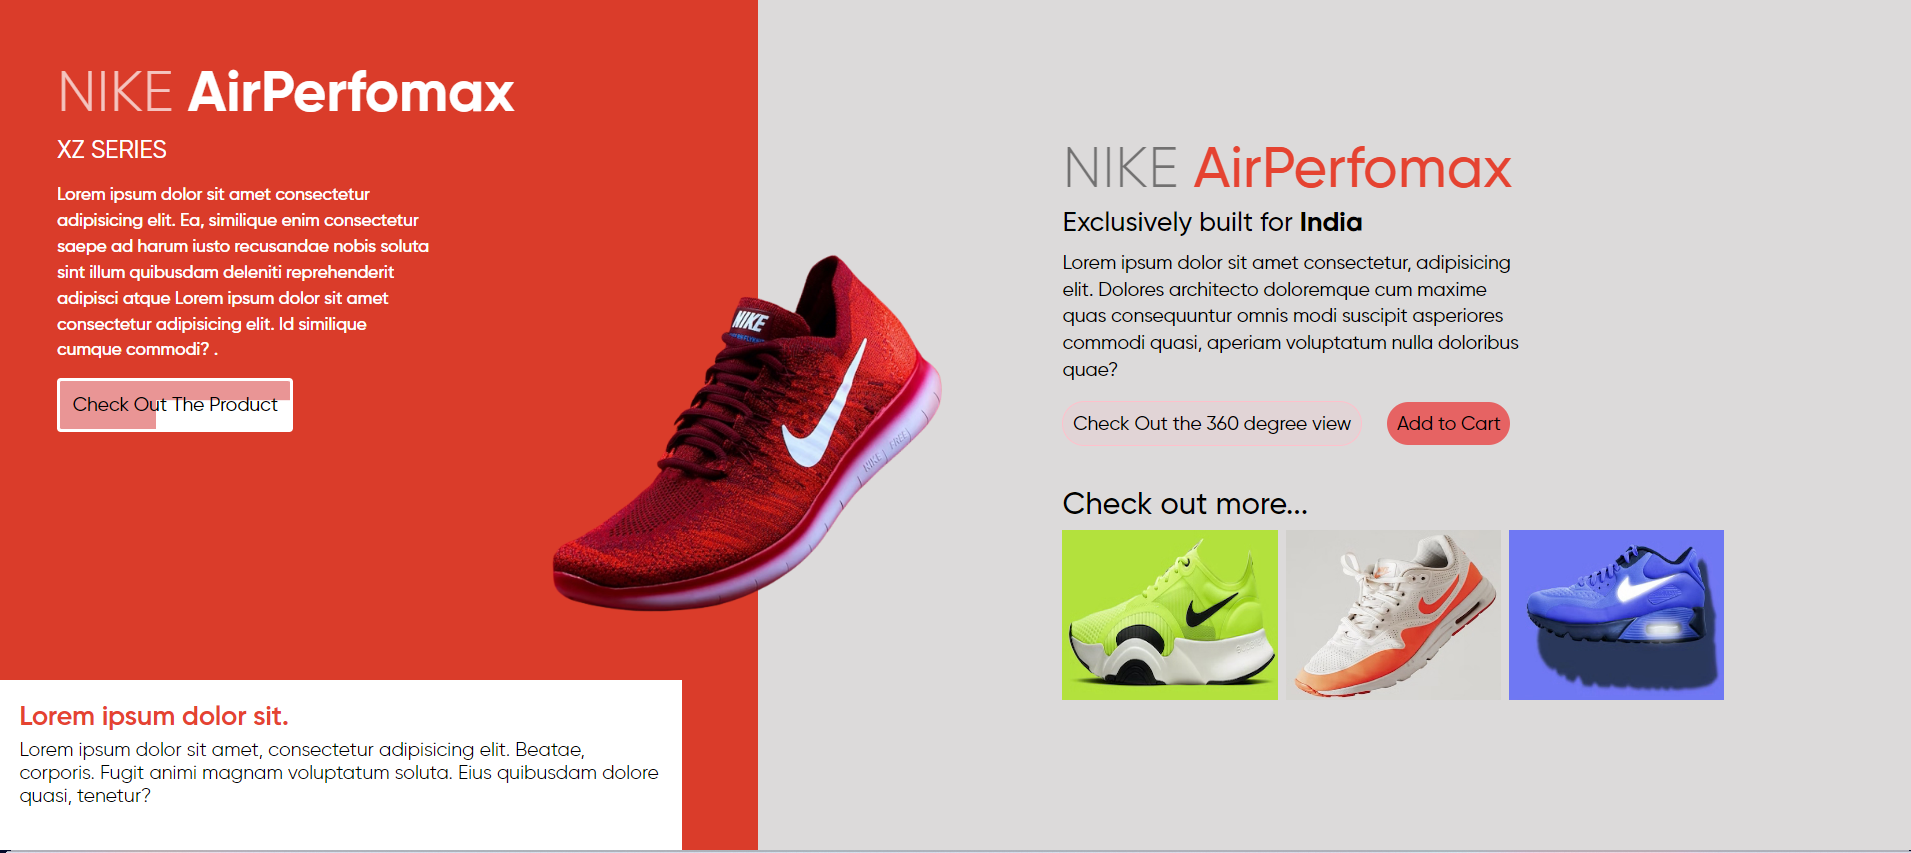 NIKE AirPerfomax
XZ SERIES
Lorem ipsum dolor sit amet consectetur
adipisicing elit. Ea, similique enim consectetur
saepe ad harum iusto recusandae nobis soluta
sint illum quibusdam deleniti reprehenderit
adipisci atque Lorem ipsum dolor sit amet
consectetur adipisicing elit. Id similique
cumque commodi? .
Check Out The Product
NIKE
NIKE FREE
Lorem ipsum dolor sit.
Lorem ipsum dolor sit amet, consectetur adipisicing elit. Beatae,
corporis. Fugit animi magnam voluptatum soluta. Eius quibusdam dolore
quasi, tenetur?
NIKE AirPerfomax
Exclusively built for India
Lorem ipsum dolor sit amet consectetur, adipisicing
elit. Dolores architecto doloremque cum maxime
quas consequuntur omnis modi suscipit asperiores
commodi quasi, aperiam voluptatum nulla doloribus
quae?
Check Out the 360 degree view
Add to Cart
Check out more...